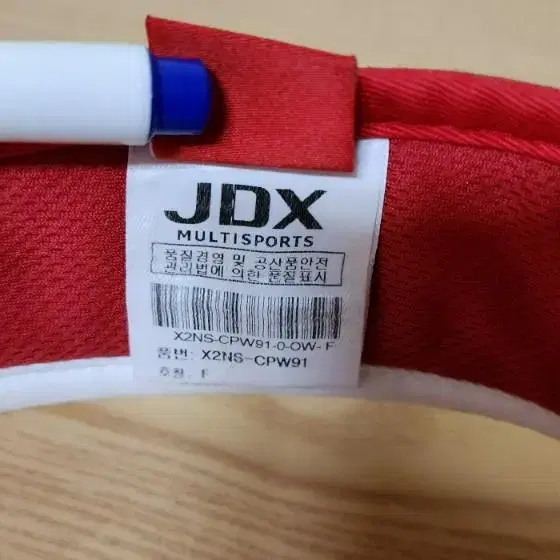 JDX
MULTISPORTS
품질경영 및 공산품안전
관리법에 의한 품질표시
X2NS-CPW91-0-OW- F
품번: X2NS-CPW91
호칭: F